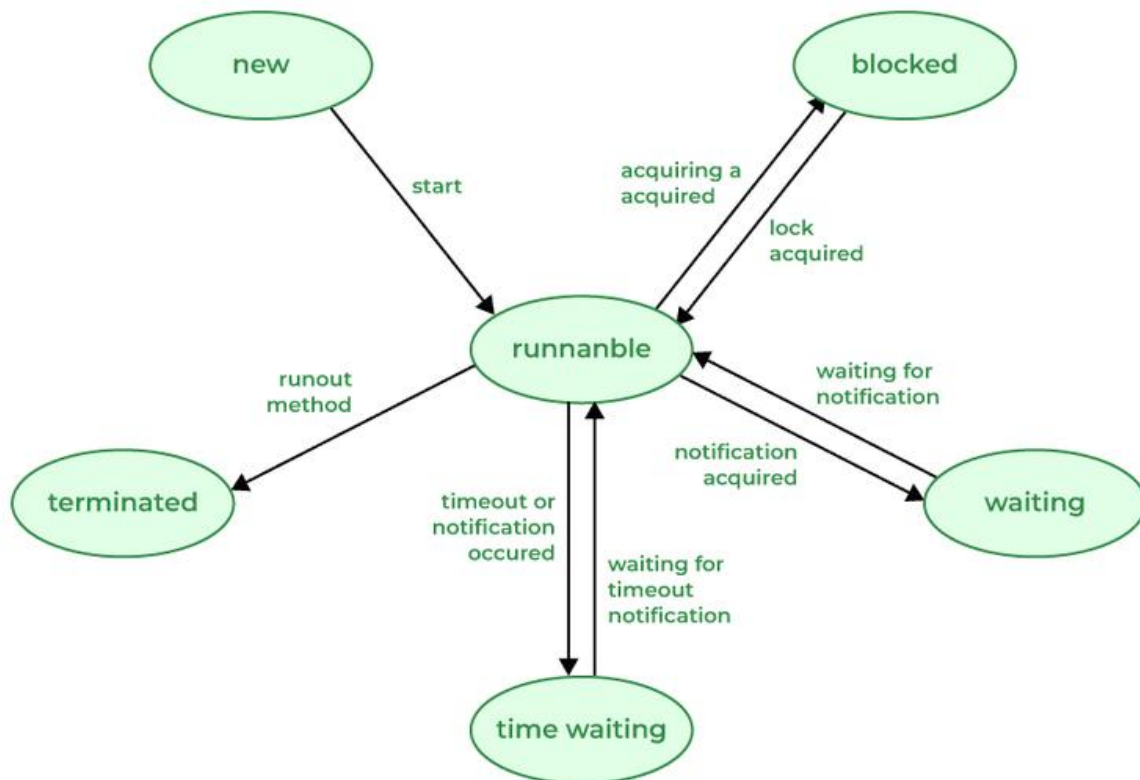 new
blocked
start
acquiring a
acquired
lock
acquired
runnanble
runout
method
waiting for
notification
notification
acquired
terminated
timeout or
notification
occured
waiting for
timeout
notification
waiting
time waiting